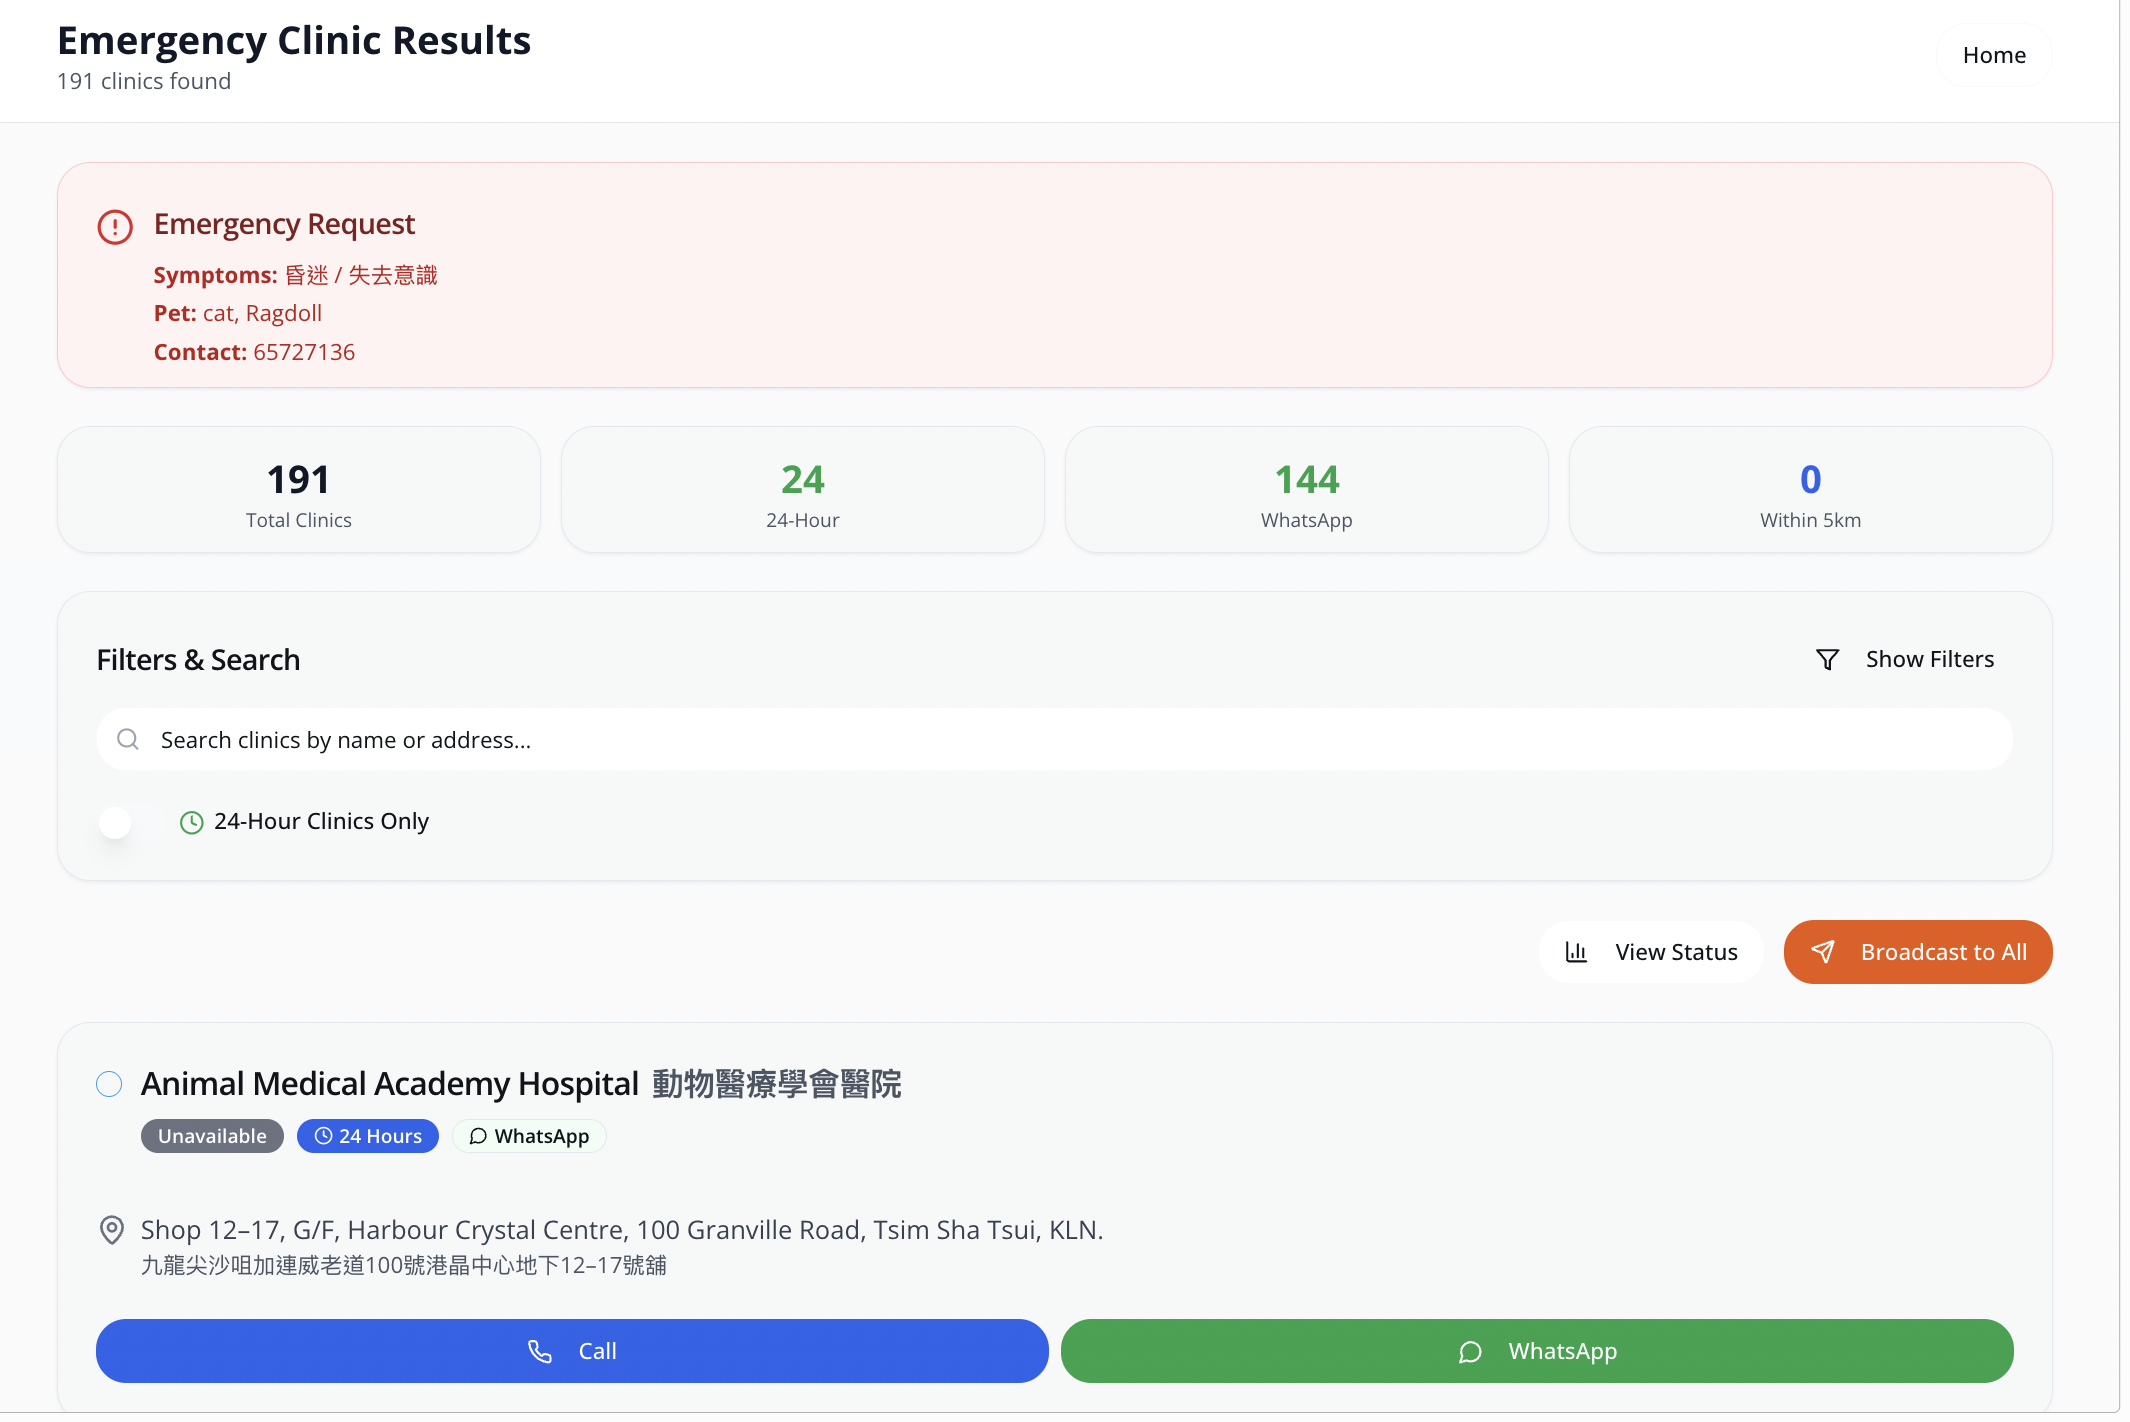 Emergency Clinic Results
191 clinics found
Home
Emergency Request
Symptoms: 昏迷 / 失去意識
Pet: cat, Ragdoll
Contact: 65727136
191
Total Clinics
24
24-Hour
144
WhatsApp
0
Within 5km
Filters & Search
Show Filters
Search clinics by name or address...
24-Hour Clinics Only
View Status
Broadcast to All
Animal Medical Academy Hospital 動物醫療學會醫院
Unavailable
24 Hours
WhatsApp
Shop 12–17, G/F, Harbour Crystal Centre, 100 Granville Road, Tsim Sha Tsui, KLN.
九龍尖沙咀加連威老道100號港晶中心地下12–17號舖
Call
WhatsApp